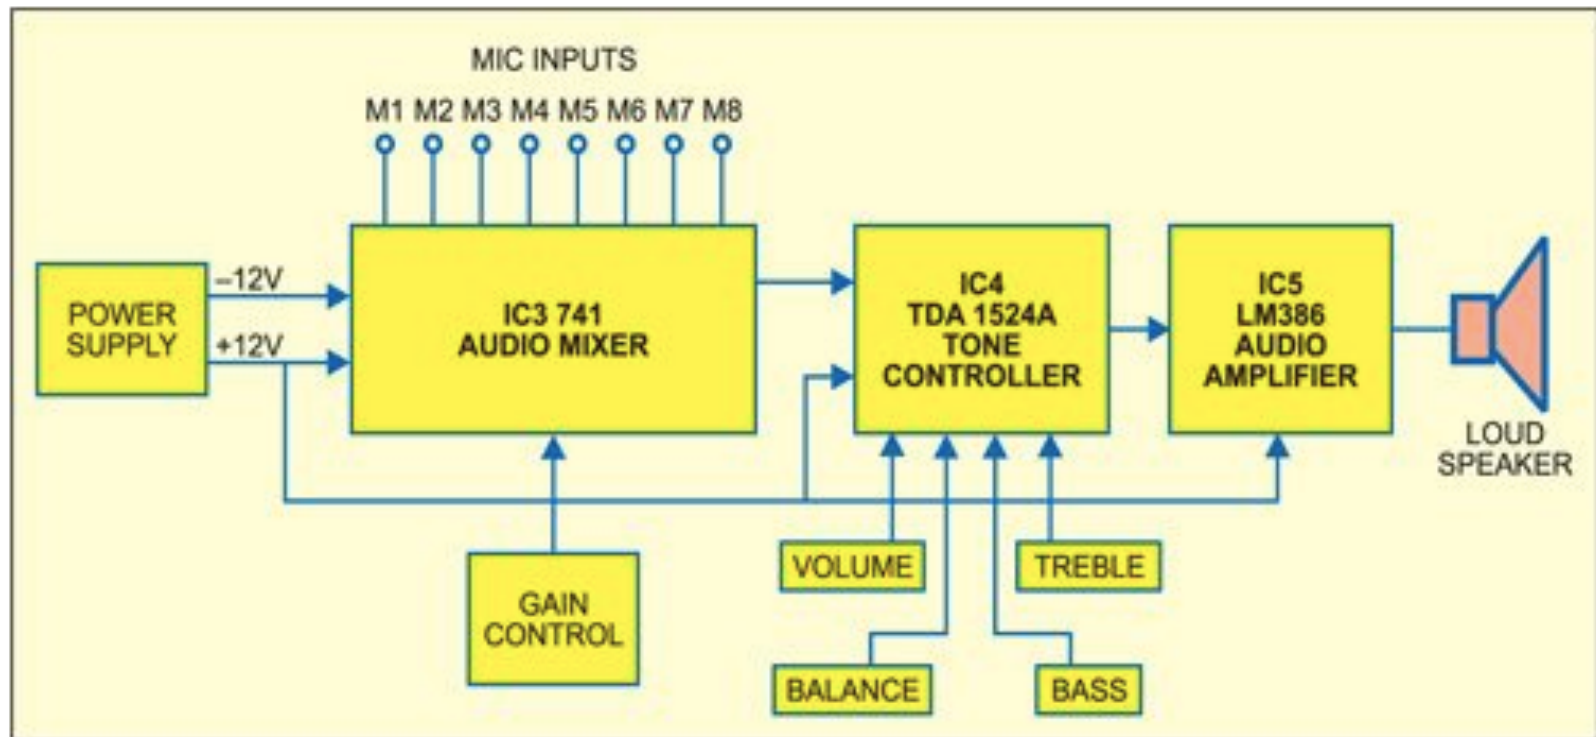 MIC INPUTS
M1 M2 M3 M4 M5 M6 M7 M8
POWER
SUPPLY
–12V
+12V
IC3 741
AUDIO MIXER
IC4
TDA 1524A
TONE
CONTROLLER
IC5
LM386
AUDIO
AMPLIFIER
LOUD
SPEAKER
GAIN
CONTROL
VOLUME
TREBLE
BALANCE
BASS